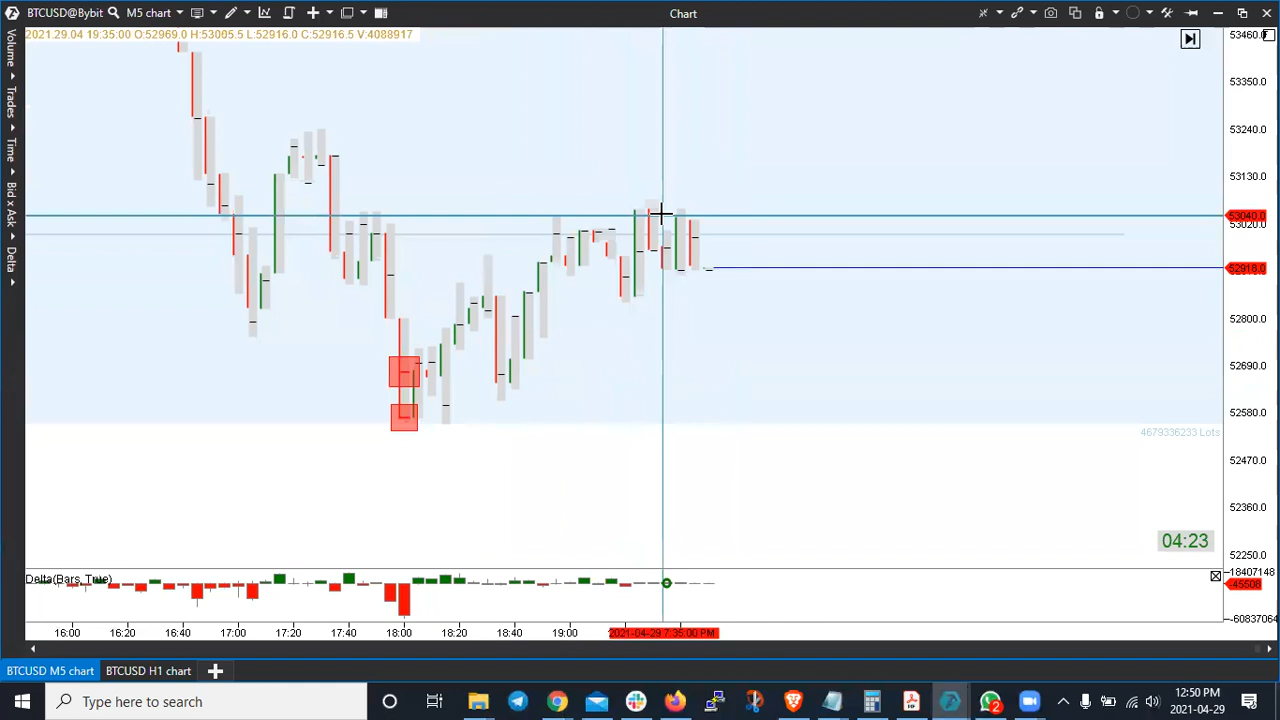 BTCUSD@Bybit M5 chart Chart
2021.29.04 19:35:00 O:52969.0 H:53005.5 L:52916.0 C:52916.5 V:4088917
Volume
Trades
Time
Bid x Ask
Delta
53460.0
53350.0
53240.0
53130.0
53040.0
53020.0
52918.0
52800.0
52690.0
52580.0
4679336233 Lots
52470.0
52360.0
04:23
52250.0
Delta(Bars, True)
18407148
-45508
-60837064
16:00 16:20 16:40 17:00 17:20 17:40 18:00 18:20 18:40 19:00 2021-04-29 7:35:00 PM
BTCUSD M5 chart BTCUSD H1 chart
Type here to search
2
12:50 PM
2021-04-29